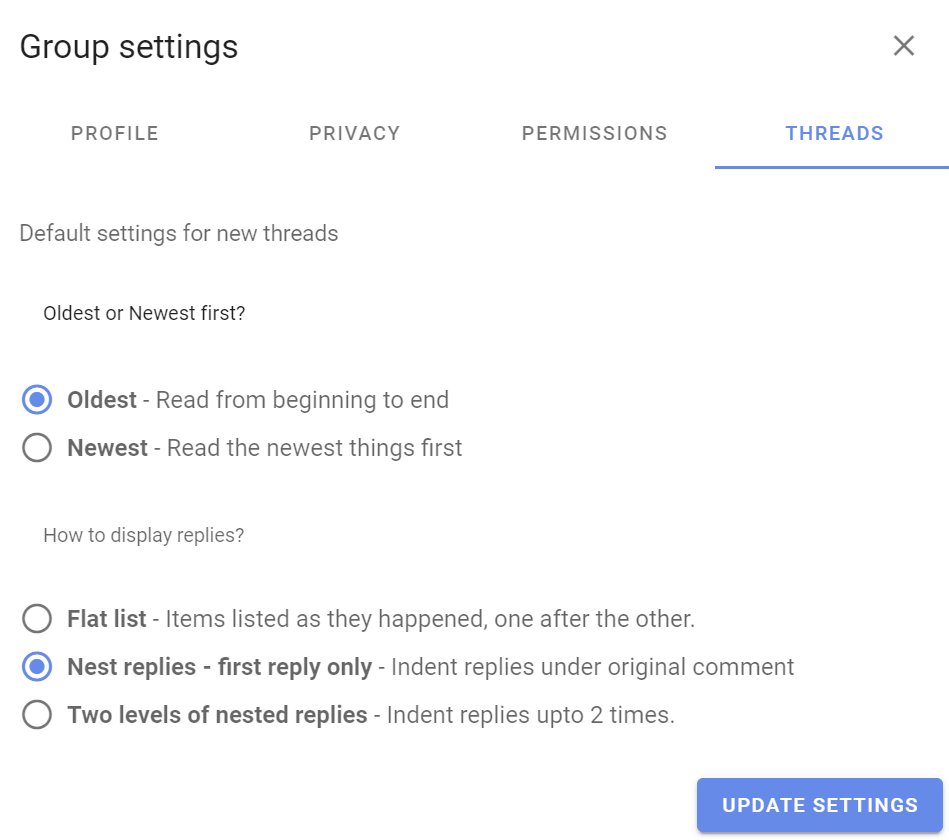 Group settings
PROFILE PRIVACY PERMISSIONS THREADS
Default settings for new threads
Oldest or Newest first?
Oldest - Read from beginning to end
Newest - Read the newest things first
How to display replies?
Flat list - Items listed as they happened, one after the other.
Nest replies - first reply only - Indent replies under original comment
Two levels of nested replies - Indent replies upto 2 times.
UPDATE SETTINGS